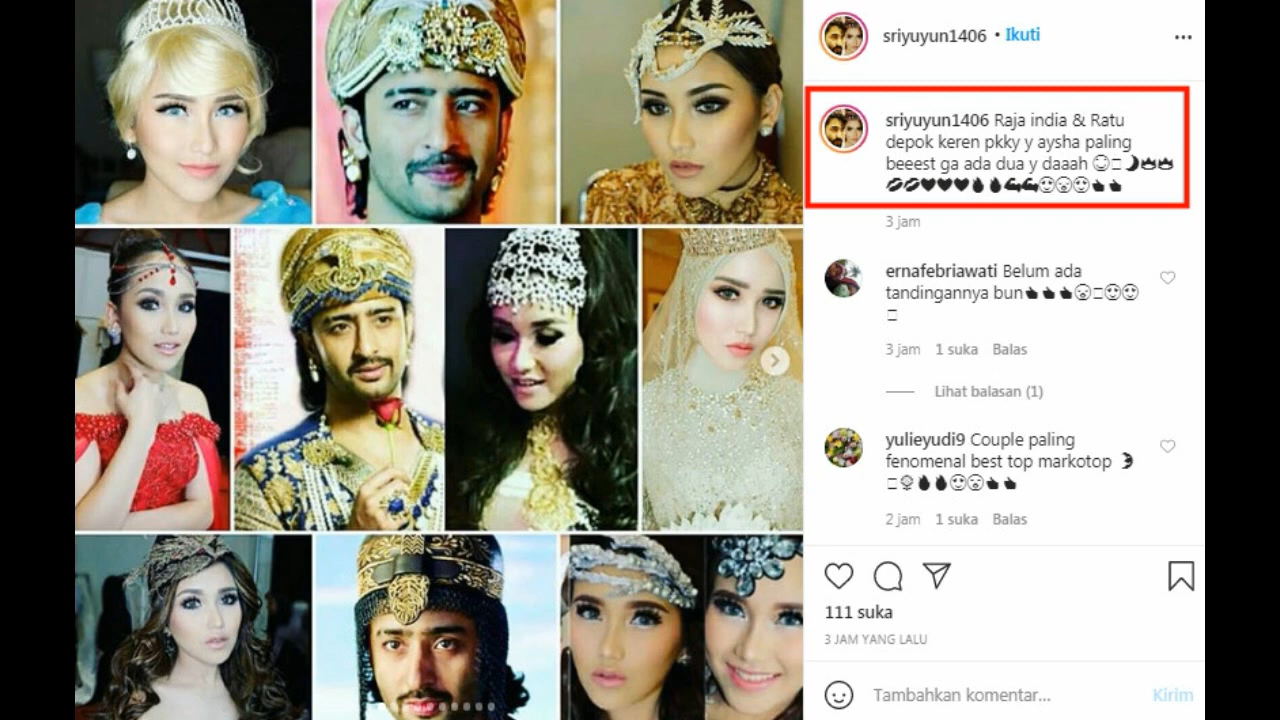 sriyuyun1406 • Ikuti
sriyuyun1406 Raja india & Ratu
depok keren pkky y aysha paling
beeest ga ada dua y daaah
3 jam
ernafebriawati Belum ada
tandingannya bun
3 jam 1 suka Balas
Lihat balasan (1)
yulieyudi9 Couple paling
fenomenal best top markotop
2 jam 1 suka Balas
111 suka
3 JAM YANG LALU
Tambahkan komentar... Kirim